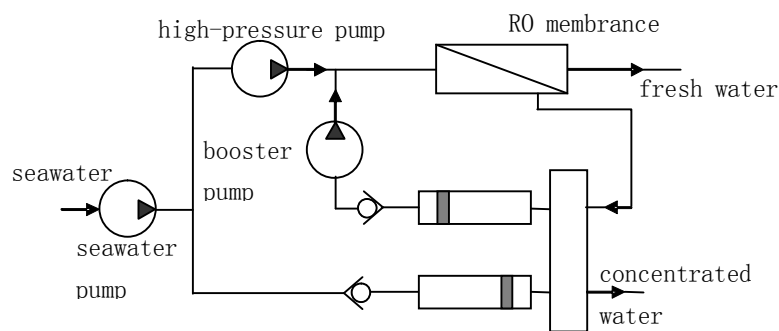 high-pressure pump
RO membrance
fresh water
booster
pump
seawater
seawater
pump
concentrated
water